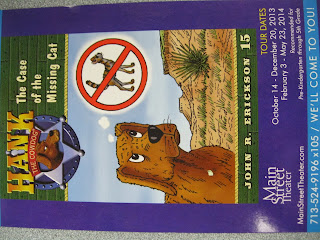 HANK
THE COWDOG
The Case
of the
Missing Cat
JOHN R. ERICKSON 15
Main
Street
Theater
TOUR DATES
October 14 - December 20, 2013
February 3 - May 23, 2014
Recommended for
Pre-Kindergarten through 5th Grade
MainStreetTheater.com
713-524-9196 x105 / WE'LL COME TO YOU!